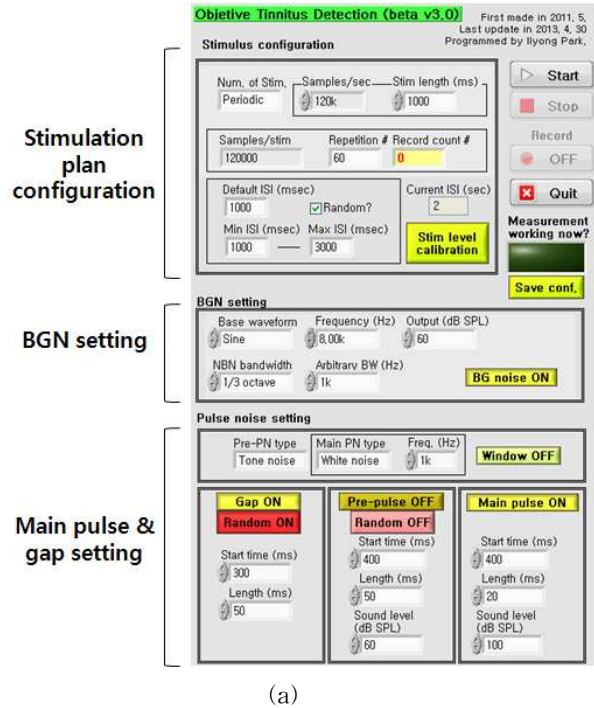 Objetive Tinnitus Detection (beta v3,0)
First made in 2011, 5,
Last update in 2013, 4, 30
Programmed by Ilyong Park,
Stimulus configuration
Num, of Stim, Samples/sec Stim length (ms)
Periodic 120k 1000
Samples/stim Repetition # Record count #
120000 60 0
Default ISI (msec) Current ISI (sec)
1000 Random? 2
Min ISI (msec) Max ISI (msec)
1000 3000
Stim level
calibration
Start
Stop
Record
OFF
Quit
Measurement
working now?
Save conf,
Stimulation
plan
configuration
BGN setting
BGN setting
Base waveform Frequency (Hz) Output (dB SPL)
Sine 8,00k 60
NBN bandwidth Arbitrary BW (Hz)
1/3 octave 1k BG noise ON
Main pulse &
gap setting
Pulse noise setting
Pre-PN type Main PN type Freq, (Hz)
Tone noise White noise 1k Window OFF
Gap ON
Random ON
Start time (ms)
300
Length (ms)
50
Pre-pulse OFF
Random OFF
Start time (ms)
400
Length (ms)
50
Sound level
(dB SPL)
60
Main pulse ON
Start time (ms)
400
Length (ms)
20
Sound level
(dB SPL)
100
(a)